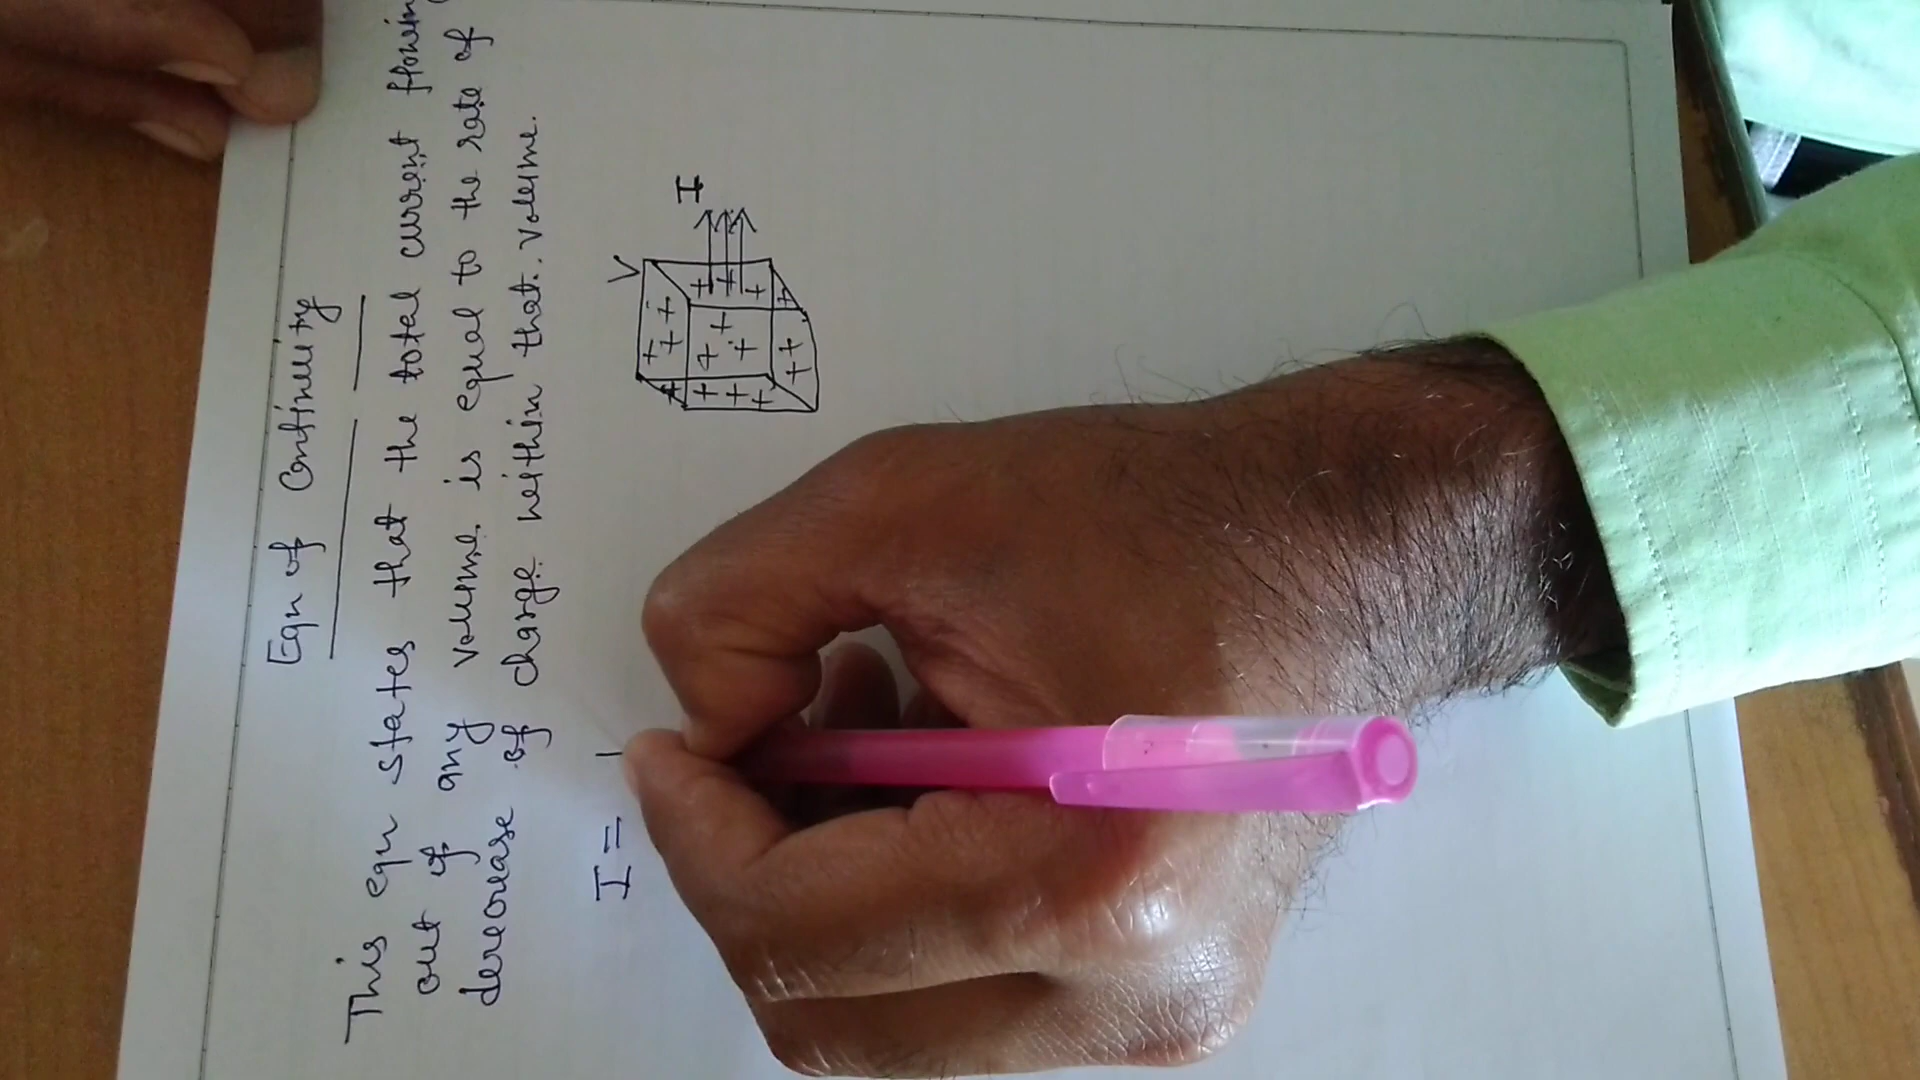 Eqn of Continuity
This eqn states that the total current flowing
out of any volume is equal to the rate of
decrease of charge within that volume.
I =
V
I